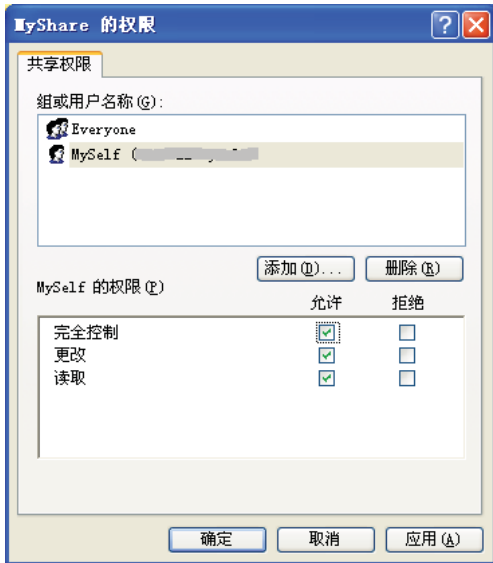 MyShare 的权限
共享权限
组或用户名称(G):
Everyone
MySelf (
添加(D)... 删除(R)
MySelf 的权限(P) 允许 拒绝
完全控制
更改
读取
确定 取消 应用(A)